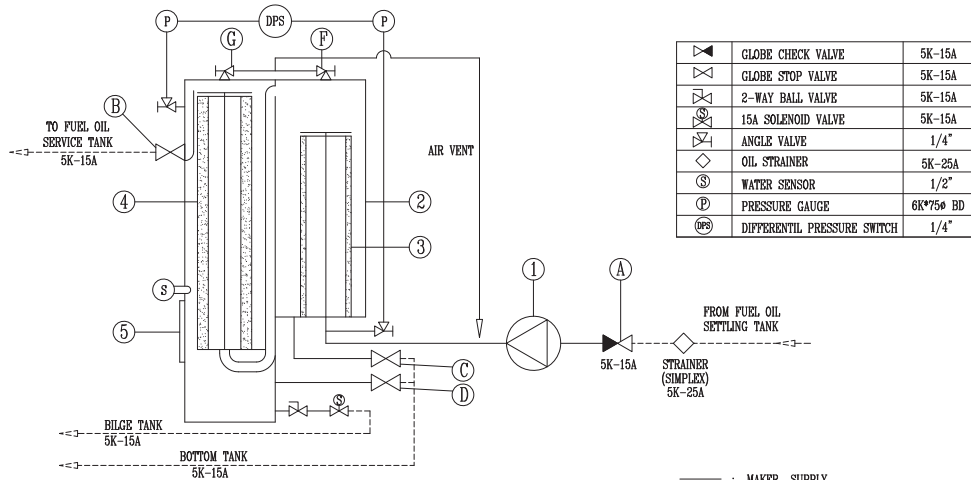 P
DPS
P
G
F
B
TO FUEL OIL
SERVICE TANK
5K-15A
AIR VENT
4
2
3
S
5
1
A
FROM FUEL OIL
SETTLING TANK
5K-15A
STRAINER
(SIMPLEX)
5K-25A
C
D
S
BILGE TANK
5K-15A
BOTTOM TANK
5K-15A
GLOBE CHECK VALVE 5K-15A
GLOBE STOP VALVE 5K-15A
2-WAY BALL VALVE 5K-15A
S 15A SOLENOID VALVE 5K-15A
ANGLE VALVE 1/4"
OIL STRAINER 5K-25A
S WATER SENSOR 1/2"
P PRESSURE GAUGE 6K*75ø BD
DPS DIFFERENTIL PRESSURE SWITCH 1/4"
: MAKER SUPPLY